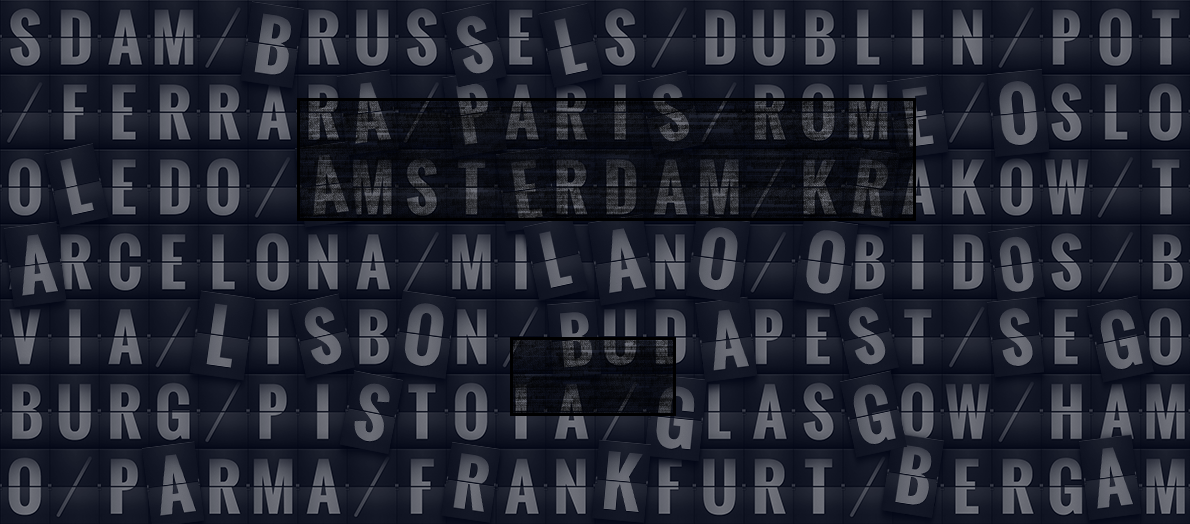 SDAM/BRUSSELS/DUBLIN/POT
/FERRARA/PARIS/ROME/OSLO
OLEDO/AMSTERDAM/KRAKOW/T
ARCELONA/MILANO/OBIDOS/B
VIA/LISBON/BUDAPEST/SEGO
BURG/PISTOIA/GLASGOW/HAM
O/PARMA/FRANKFURT/BERGAM